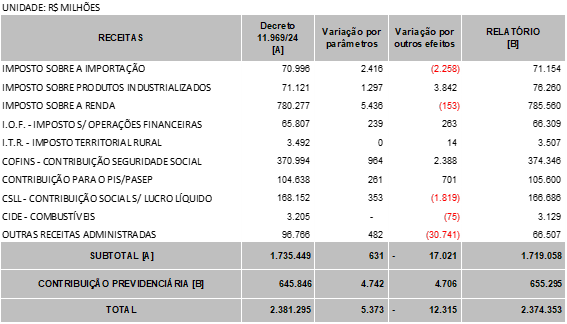 UNIDADE: R$ MILHÕES
RECEITAS Decreto 11.969/24 [A] Variação por parâmetros Variação por outros efeitos RELATÓRIO [B]
IMPOSTO SOBRE A IMPORTAÇÃO 70.996 2.416 (2.258) 71.154
IMPOSTO SOBRE PRODUTOS INDUSTRIALIZADOS 71.121 1.297 3.842 76.260
IMPOSTO SOBRE A RENDA 780.277 5.436 (153) 785.560
I.O.F. - IMPOSTO S/ OPERAÇÕES FINANCEIRAS 65.807 239 263 66.309
I.T.R. - IMPOSTO TERRITORIAL RURAL 3.492 0 14 3.507
COFINS - CONTRIBUIÇÃO SEGURIDADE SOCIAL 370.994 964 2.388 374.346
CONTRIBUIÇÃO PARA O PIS/PASEP 104.638 261 701 105.600
CSLL - CONTRIBUIÇÃO SOCIAL S/ LUCRO LÍQUIDO 168.152 353 (1.819) 166.686
CIDE - COMBUSTÍVEIS 3.205 - (75) 3.129
OUTRAS RECEITAS ADMINISTRADAS 96.766 482 (30.741) 66.507
SUBTOTAL [A] 1.735.449 631 - 17.021 1.719.058
CONTRIBUIÇÃO PREVIDENCIÁRIA [B] 645.846 4.742 4.706 655.295
TOTAL 2.381.295 5.373 - 12.315 2.374.353